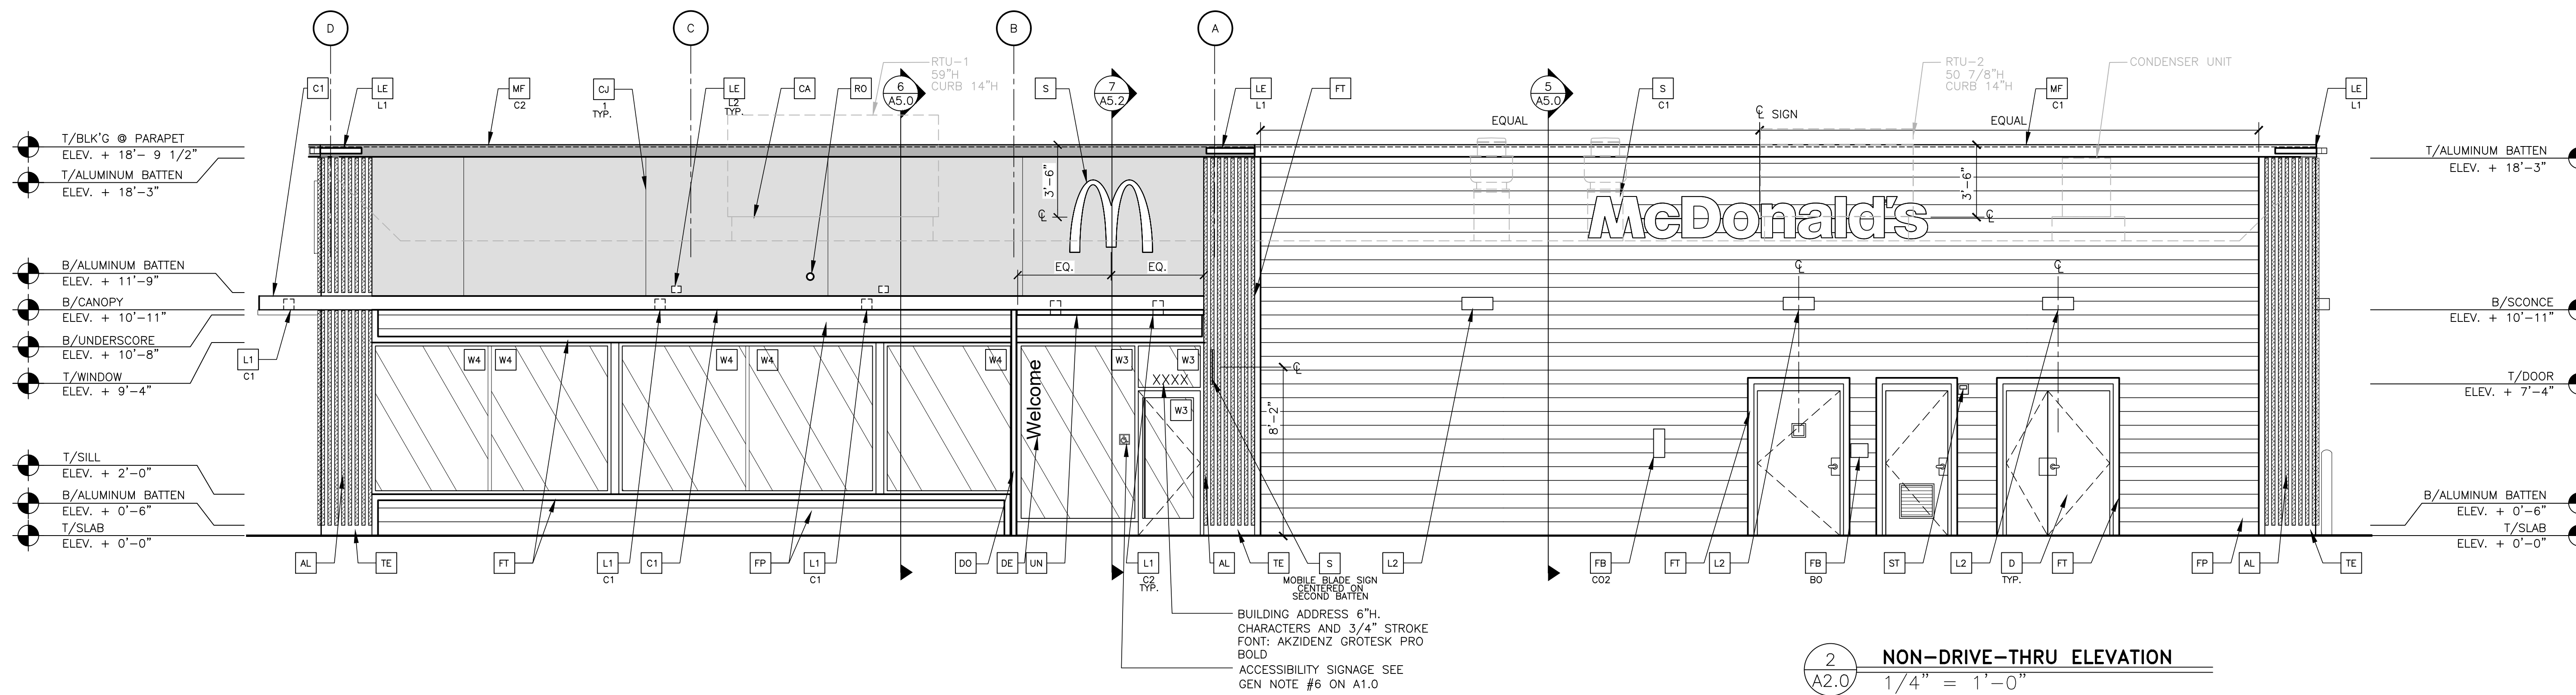 D
C
B
A
RTU-1
59"H
CURB 14"H
RTU-2
50 7/8"H
CURB 14"H
CONDENSER UNIT
C1
LE
L1
MF
C2
CJ
1
TYP.
LE
L2
TYP.
CA
RO
6
A5.0
S
7
A5.2
LE
L1
FT
5
A5.0
S
C1
MF
C1
LE
L1
EQUAL
℄ SIGN
EQUAL
T/BLK'G @ PARAPET
ELEV. + 18'- 9 1/2"
T/ALUMINUM BATTEN
ELEV. + 18'-3"
B/ALUMINUM BATTEN
ELEV. + 11'-9"
B/CANOPY
ELEV. + 10'-11"
B/UNDERSCORE
ELEV. + 10'-8"
T/WINDOW
ELEV. + 9'-4"
T/SILL
ELEV. + 2'-0"
B/ALUMINUM BATTEN
ELEV. + 0'-6"
T/SLAB
ELEV. + 0'-0"
3'-6"
℄
McDonald's
3'-6"
℄
EQ.
EQ.
℄
℄
L1
C1
W4
W4
W4
W4
W4
W3
W3
Welcome
XXXX
W3
℄
8'-2"
T/ALUMINUM BATTEN
ELEV. + 18'-3"
B/SCONCE
ELEV. + 10'-11"
T/DOOR
ELEV. + 7'-4"
B/ALUMINUM BATTEN
ELEV. + 0'-6"
T/SLAB
ELEV. + 0'-0"
AL
TE
FT
L1
C1
C1
FP
L1
C1
DO
DE
UN
L1
C2
TYP.
AL
TE
S
MOBILE BLADE SIGN
CENTERED ON
SECOND BATTEN
L2
FB
CO2
FT
L2
FB
BO
ST
L2
D
TYP.
FT
FP
AL
TE
BUILDING ADDRESS 6"H.
CHARACTERS AND 3/4" STROKE
FONT: AKZIDENZ GROTESK PRO
BOLD
ACCESSIBILITY SIGNAGE SEE
GEN NOTE #6 ON A1.0
2
A2.0
NON-DRIVE-THRU ELEVATION
1/4" = 1'-0"